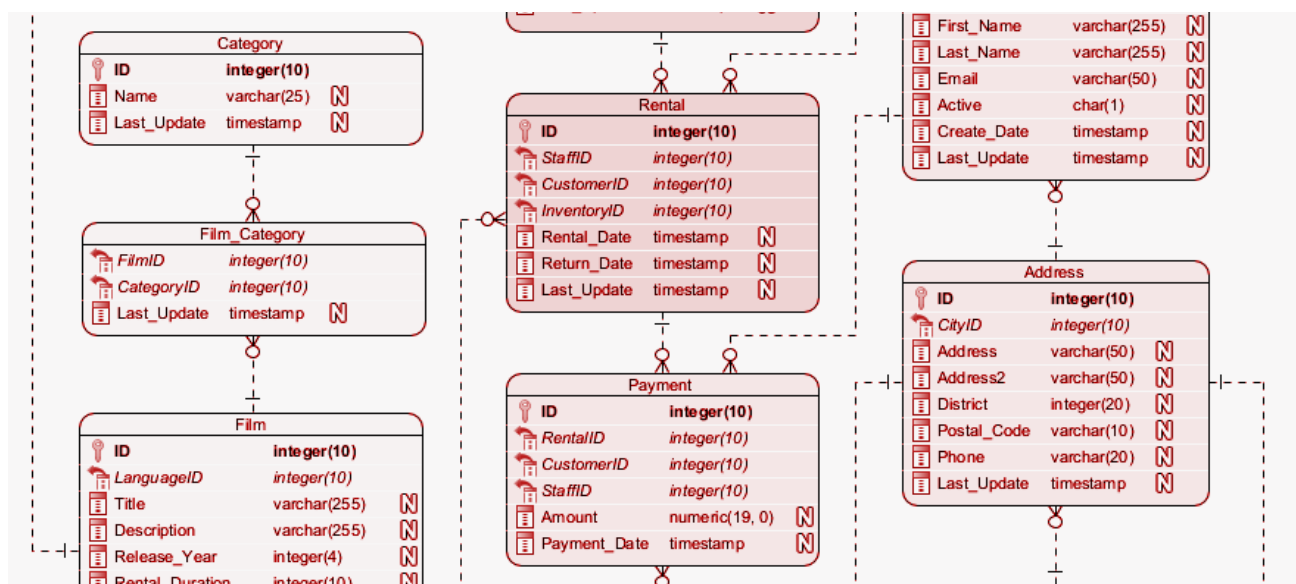 Category
ID integer(10)
Name varchar(25) N
Last_Update timestamp N
Film_Category
FilmID integer(10)
CategoryID integer(10)
Last_Update timestamp N
Film
ID integer(10)
LanguageID integer(10)
Title varchar(255) N
Description varchar(255) N
Release_Year integer(4) N
Rental_Duration integer(10) N
Rental
ID integer(10)
StaffID integer(10)
CustomerID integer(10)
InventoryID integer(10)
Rental_Date timestamp N
Return_Date timestamp N
Last_Update timestamp N
Payment
ID integer(10)
RentalID integer(10)
CustomerID integer(10)
StaffID integer(10)
Amount numeric(19, 0) N
Payment_Date timestamp N
First_Name varchar(255) N
Last_Name varchar(255) N
Email varchar(50) N
Active char(1) N
Create_Date timestamp N
Last_Update timestamp N
Address
ID integer(10)
CityID integer(10)
Address varchar(50) N
Address2 varchar(50) N
District integer(20) N
Postal_Code varchar(10) N
Phone varchar(20) N
Last_Update timestamp N